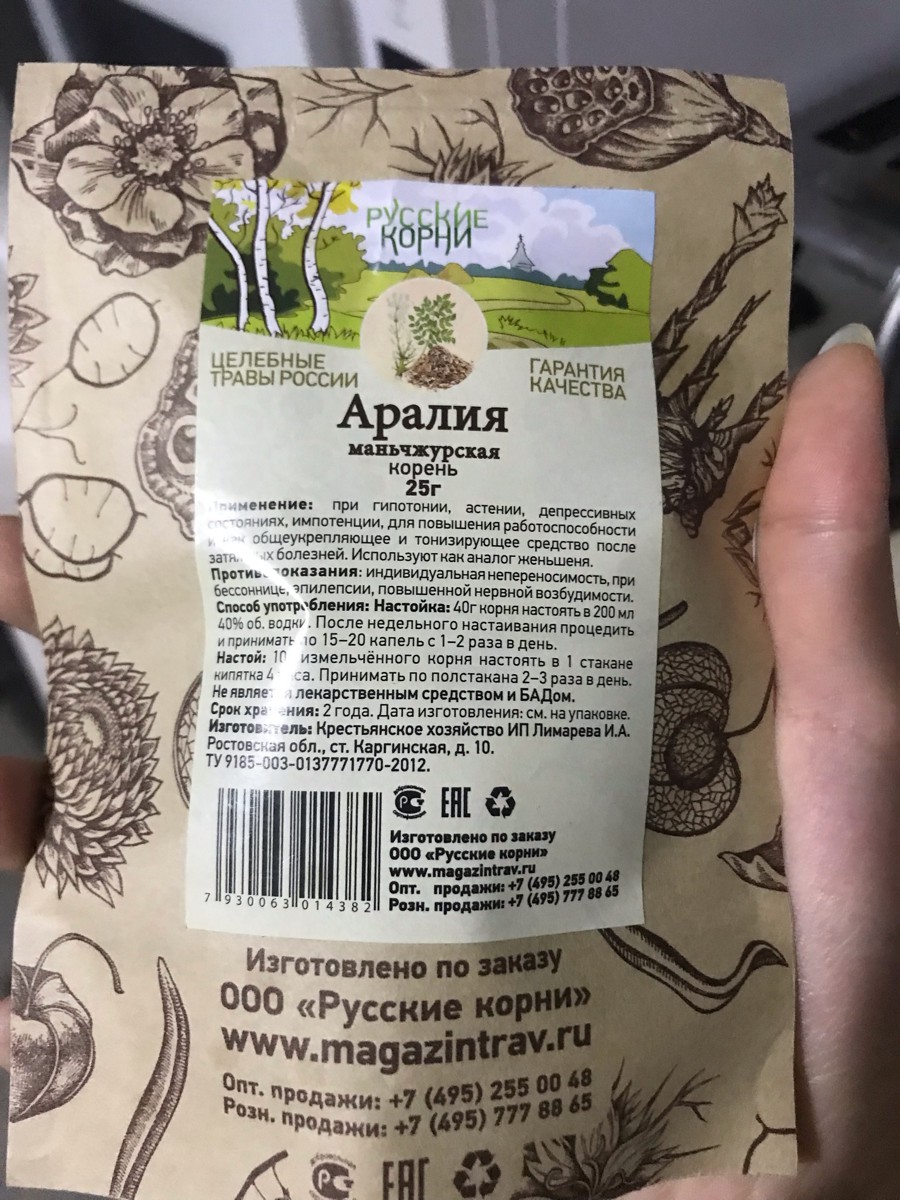 РУССКИЕ
КОРНИ
ЦЕЛЕБНЫЕ
ТРАВЫ РОССИИ
ГАРАНТИЯ
КАЧЕСТВА
Аралия
маньчжурская
корень
25г
Применение: при гипотонии, астении, депрессивных
состояниях, импотенции, для повышения работоспособности
и как общеукрепляющее и тонизирующее средство после
болезней. Используют как аналог женьшеня.
Противопоказания: индивидуальная непереносимость, при
бессоннице, эпилепсии, повышенной нервной возбудимости.
Способ употребления: Настойка: 40г корня настоять в 200 мл
40% об. водки. После недельного настаивания процедить
и принимать по 15–20 капель с 1–2 раза в день.
Настой: измельчённого корня настоять в 1 стакане
кипятка 4 часа. Принимать по полстакана 2–3 раза в день.
Не является лекарственным средством и БАДом.
Срок хранения: 2 года. Дата изготовления: см. на упаковке.
Изготовитель: Крестьянское хозяйство ИП Лимарева И.А.
Ростовская обл., ст. Каргинская, д. 10.
ТУ 9185-003-0137771770-2012.
РС ЕАС
Изготовлено по заказу
ООО «Русские корни»
www.magazintrav.ru
Опт. продажи: +7 (495) 255 00 48
Розн. продажи: +7 (495) 777 88 65
7 930063 014382
Изготовлено по заказу
ООО «Русские корни»
www.magazintrav.ru
Опт. продажи: +7 (495) 255 00 48
Розн. продажи: +7 (495) 777 88 65
РС ЕАС